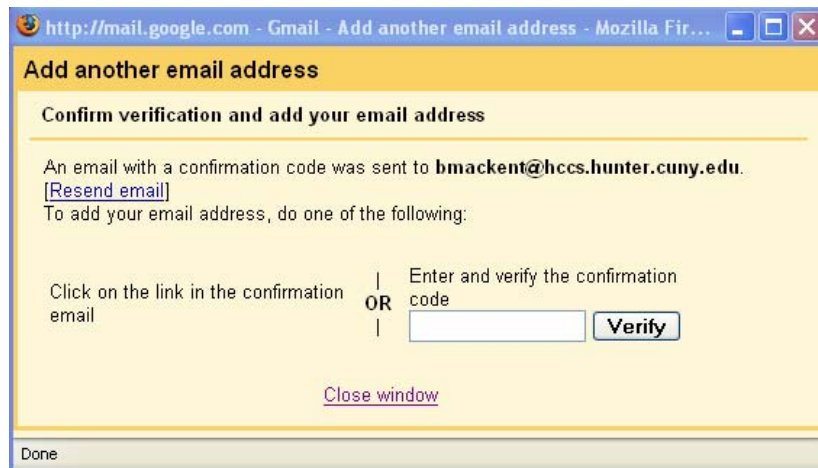 http://mail.google.com - Gmail - Add another email address - Mozilla Fir...
Add another email address
Confirm verification and add your email address
An email with a confirmation code was sent to bmackent@hccs.hunter.cuny.edu.
[Resend email]
To add your email address, do one of the following:
Click on the link in the confirmation
email
|
OR
|
Enter and verify the confirmation
code
Verify
Close window
Done